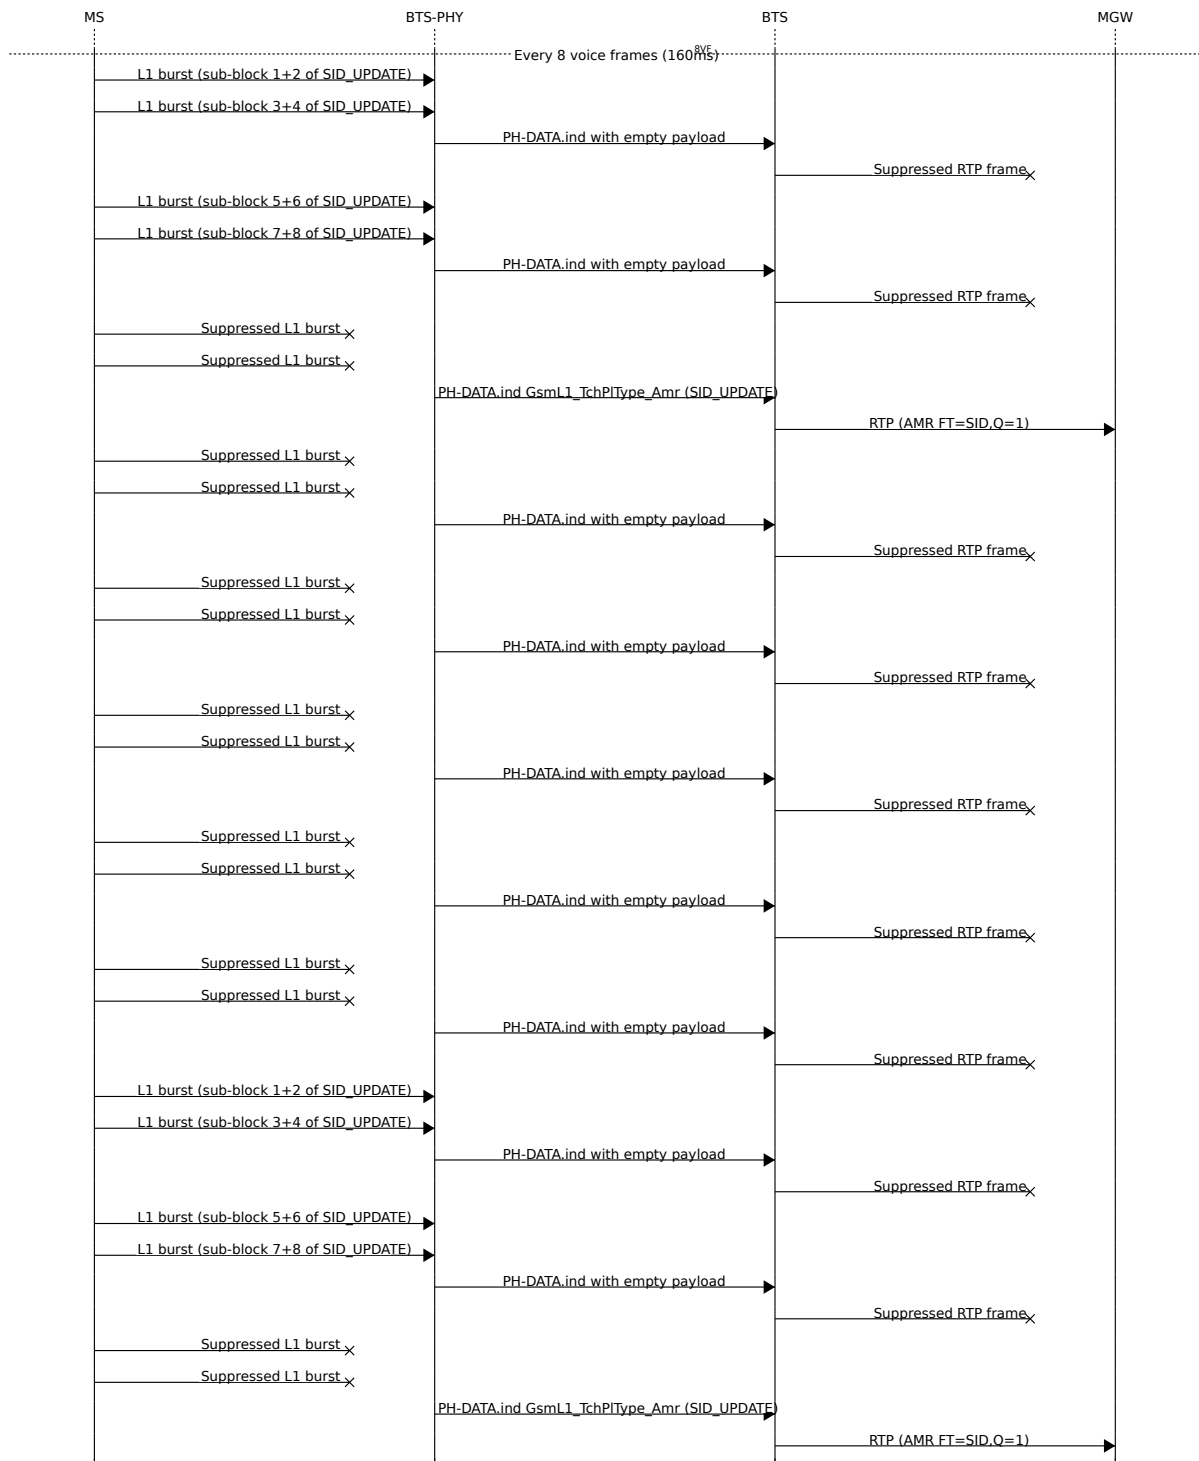 MS BTS-PHY BTS MGW
Every 8 voice frames (160ms) 8VF
L1 burst (sub-block 1+2 of SID_UPDATE)
L1 burst (sub-block 3+4 of SID_UPDATE)
PH-DATA.ind with empty payload
Suppressed RTP frame
L1 burst (sub-block 5+6 of SID_UPDATE)
L1 burst (sub-block 7+8 of SID_UPDATE)
PH-DATA.ind with empty payload
Suppressed RTP frame
Suppressed L1 burst
Suppressed L1 burst
PH-DATA.ind GsmL1_TchPlType_Amr (SID_UPDATE)
RTP (AMR FT=SID,Q=1)
Suppressed L1 burst
Suppressed L1 burst
PH-DATA.ind with empty payload
Suppressed RTP frame
Suppressed L1 burst
Suppressed L1 burst
PH-DATA.ind with empty payload
Suppressed RTP frame
Suppressed L1 burst
Suppressed L1 burst
PH-DATA.ind with empty payload
Suppressed RTP frame
Suppressed L1 burst
Suppressed L1 burst
PH-DATA.ind with empty payload
Suppressed RTP frame
Suppressed L1 burst
Suppressed L1 burst
PH-DATA.ind with empty payload
Suppressed RTP frame
L1 burst (sub-block 1+2 of SID_UPDATE)
L1 burst (sub-block 3+4 of SID_UPDATE)
PH-DATA.ind with empty payload
Suppressed RTP frame
L1 burst (sub-block 5+6 of SID_UPDATE)
L1 burst (sub-block 7+8 of SID_UPDATE)
PH-DATA.ind with empty payload
Suppressed RTP frame
Suppressed L1 burst
Suppressed L1 burst
PH-DATA.ind GsmL1_TchPlType_Amr (SID_UPDATE)
RTP (AMR FT=SID,Q=1)